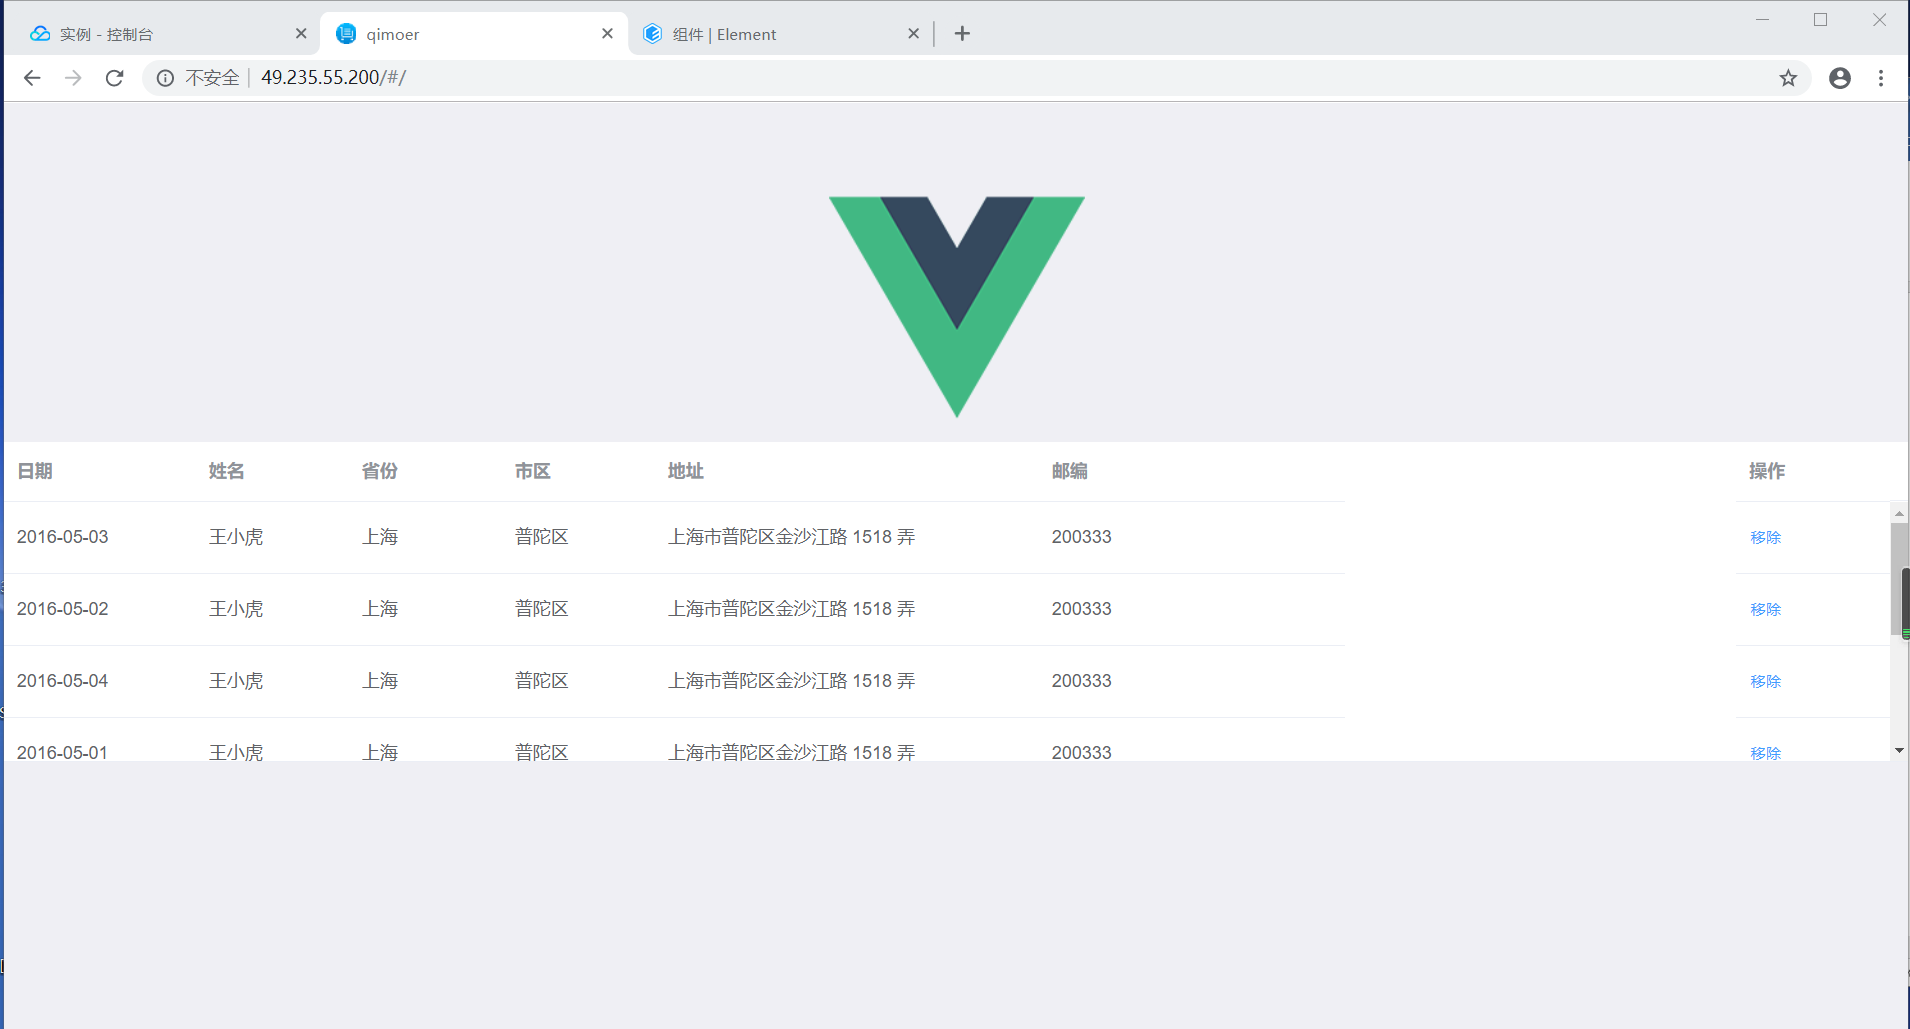 实例 - 控制台
qimoer
组件 | Element
不安全 49.235.55.200/#/
日期 姓名 省份 市区 地址 邮编 操作
2016-05-03 王小虎 上海 普陀区 上海市普陀区金沙江路 1518 弄 200333 移除
2016-05-02 王小虎 上海 普陀区 上海市普陀区金沙江路 1518 弄 200333 移除
2016-05-04 王小虎 上海 普陀区 上海市普陀区金沙江路 1518 弄 200333 移除
2016-05-01 王小虎 上海 普陀区 上海市普陀区金沙江路 1518 弄 200333 移除